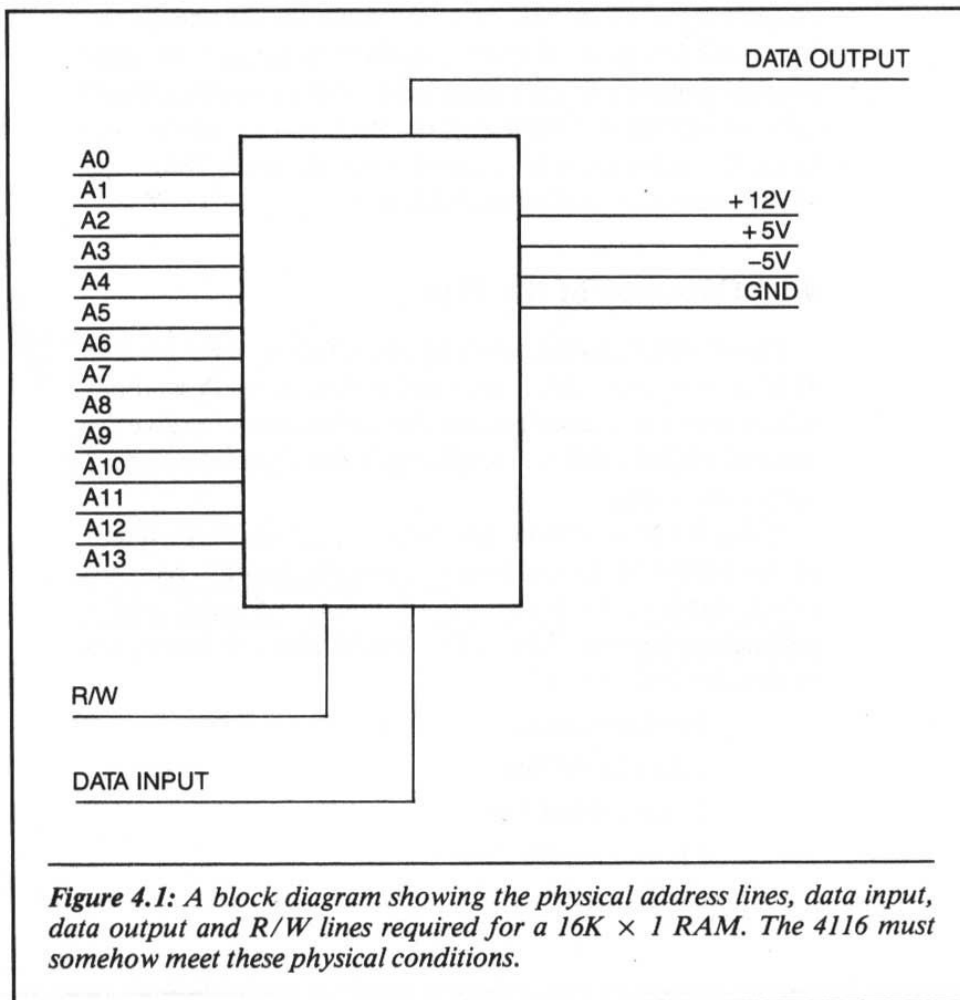 DATA OUTPUT
A0
A1
A2
A3
A4
A5
A6
A7
A8
A9
A10
A11
A12
A13
+ 12V
+ 5V
–5V
GND
R/W
DATA INPUT
Figure 4.1: A block diagram showing the physical address lines, data input,
data output and R/W lines required for a 16K × 1 RAM. The 4116 must
somehow meet these physical conditions.